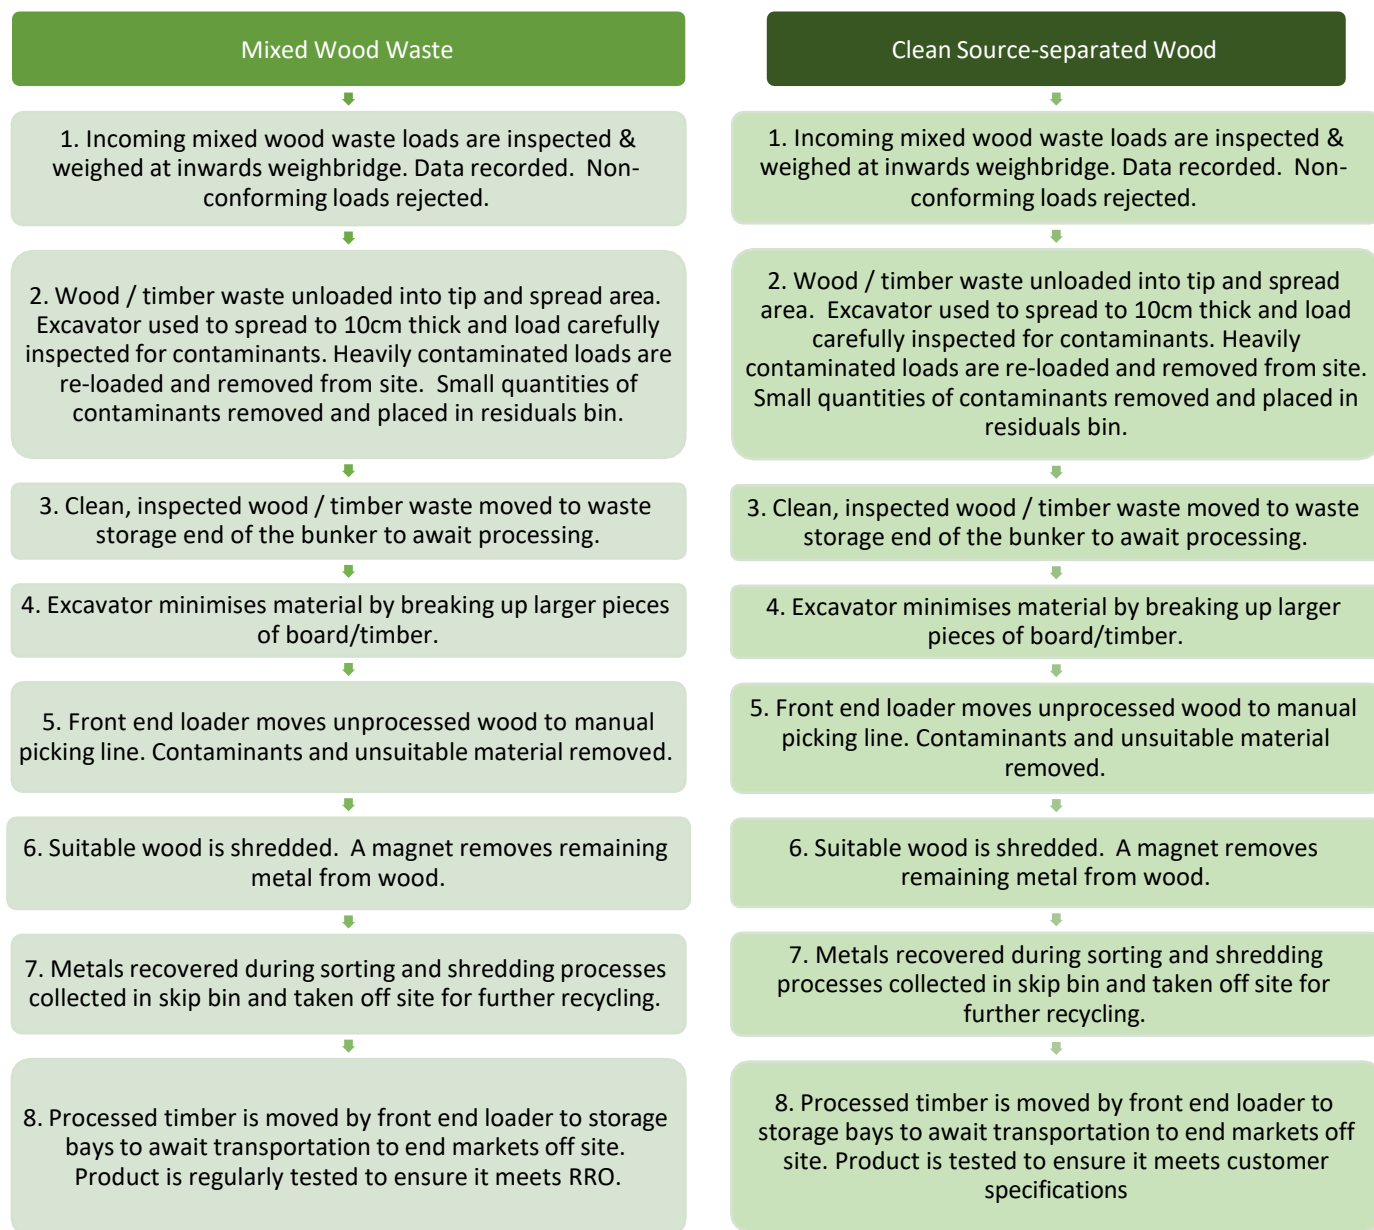 Mixed Wood Waste
1. Incoming mixed wood waste loads are inspected &
weighed at inwards weighbridge. Data recorded.  Non-
conforming loads rejected.
2. Wood / timber waste unloaded into tip and spread area.
Excavator used to spread to 10cm thick and load carefully
inspected for contaminants. Heavily contaminated loads are
re-loaded and removed from site.  Small quantities of
contaminants removed and placed in residuals bin.
3. Clean, inspected wood / timber waste moved to waste
storage end of the bunker to await processing.
4. Excavator minimises material by breaking up larger pieces
of board/timber.
5. Front end loader moves unprocessed wood to manual
picking line. Contaminants and unsuitable material removed.
6. Suitable wood is shredded.  A magnet removes remaining
metal from wood.
7. Metals recovered during sorting and shredding processes
collected in skip bin and taken off site for further recycling.
8. Processed timber is moved by front end loader to storage
bays to await transportation to end markets off site.
Product is regularly tested to ensure it meets RRO.
Clean Source-separated Wood
1. Incoming mixed wood waste loads are inspected &
weighed at inwards weighbridge. Data recorded.  Non-
conforming loads rejected.
2. Wood / timber waste unloaded into tip and spread
area.  Excavator used to spread to 10cm thick and load
carefully inspected for contaminants. Heavily
contaminated loads are re-loaded and removed from site.
Small quantities of contaminants removed and placed in
residuals bin.
3. Clean, inspected wood / timber waste moved to waste
storage end of the bunker to await processing.
4. Excavator minimises material by breaking up larger
pieces of board/timber.
5. Front end loader moves unprocessed wood to manual
picking line. Contaminants and unsuitable material
removed.
6. Suitable wood is shredded.  A magnet removes
remaining metal from wood.
7. Metals recovered during sorting and shredding
processes collected in skip bin and taken off site for
further recycling.
8. Processed timber is moved by front end loader to
storage bays to await transportation to end markets off
site. Product is tested to ensure it meets customer
specifications